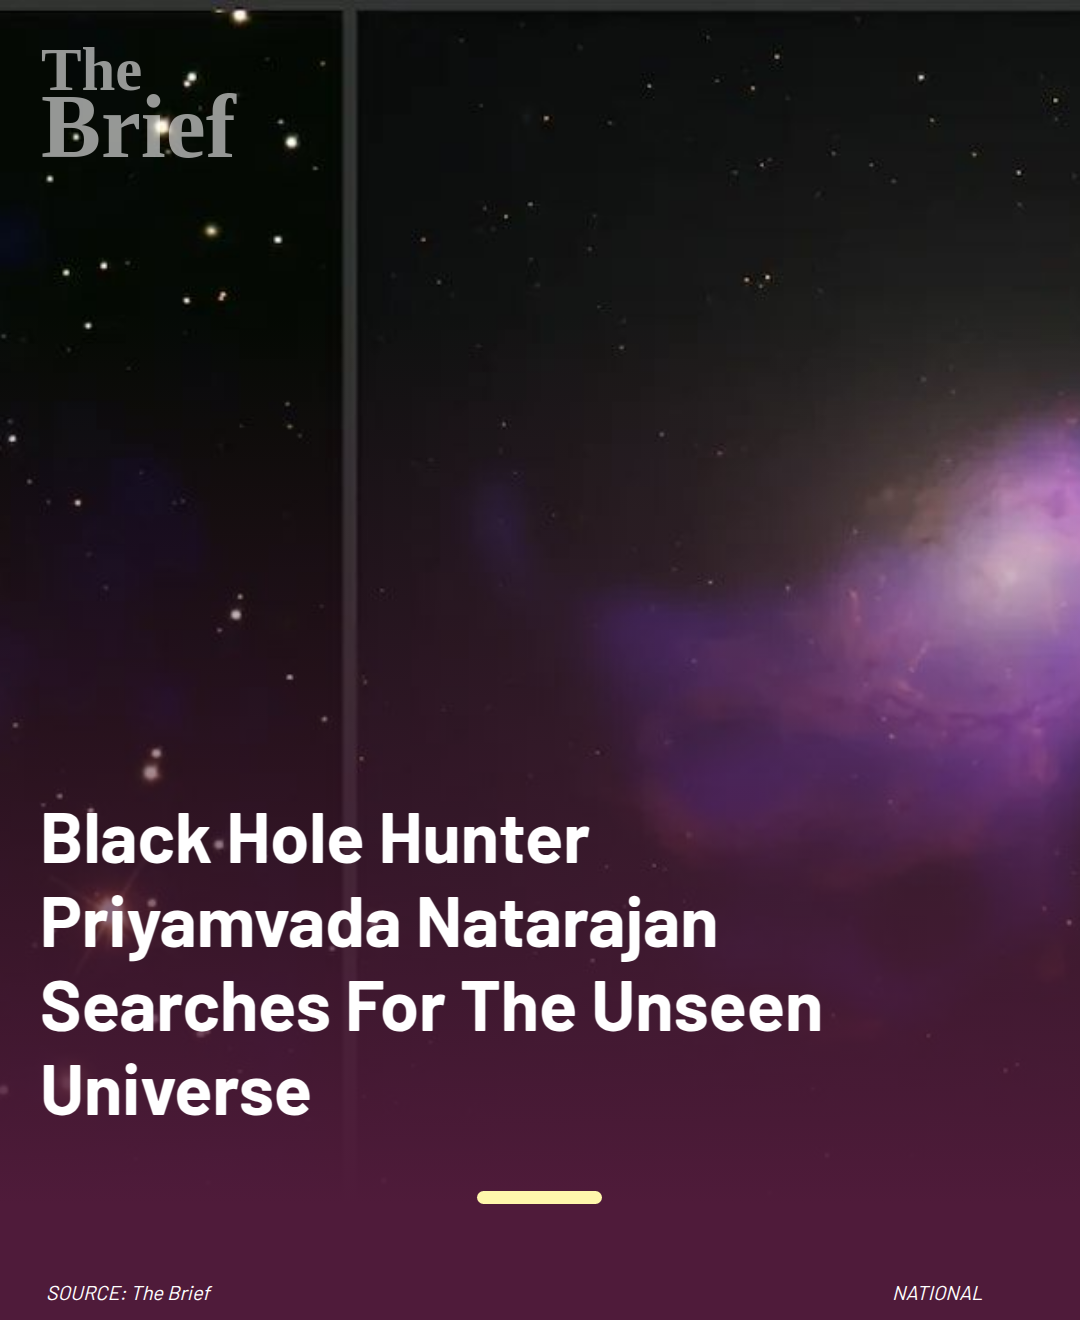 The
Brief
Black Hole Hunter
Priyamvada Natarajan
Searches For The Unseen
Universe
SOURCE: The Brief
NATIONAL